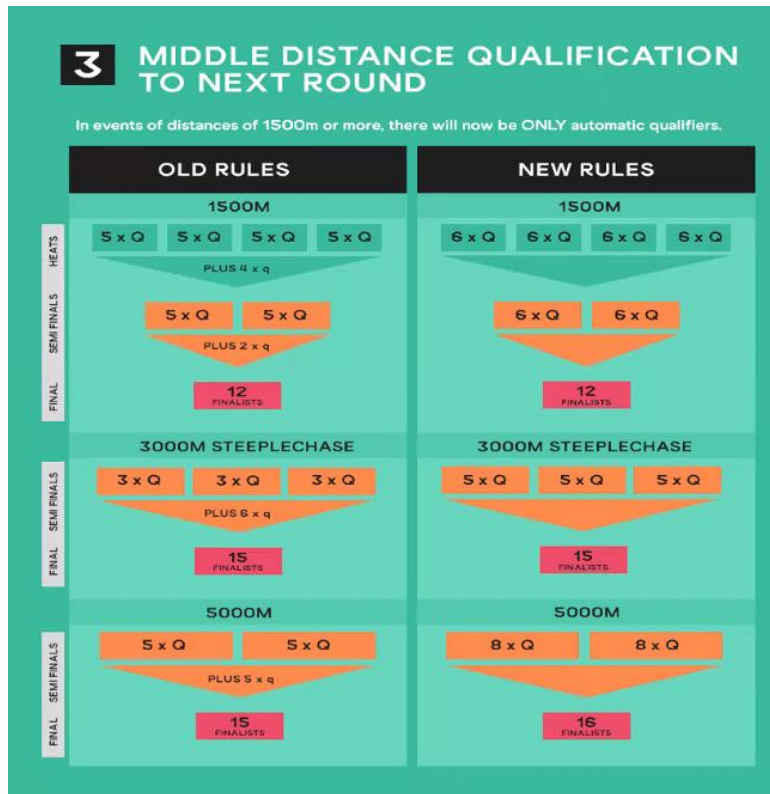 3
MIDDLE DISTANCE QUALIFICATION
TO NEXT ROUND
In events of distances of 1500m or more, there will now be ONLY automatic qualifiers.
OLD RULES
1500M
HEATS
5 x Q 5 x Q 5 x Q 5 x Q
PLUS 4 x q
SEMI FINALS
5 x Q 5 x Q
PLUS 2 x q
FINAL
12
FINALISTS
3000M STEEPLECHASE
SEMI FINALS
3 x Q 3 x Q 3 x Q
PLUS 6 x q
FINAL
15
FINALISTS
5000M
SEMI FINALS
5 x Q 5 x Q
PLUS 5 x q
FINAL
15
FINALISTS
NEW RULES
1500M
6 x Q 6 x Q 6 x Q 6 x Q
6 x Q 6 x Q
12
FINALISTS
3000M STEEPLECHASE
5 x Q 5 x Q 5 x Q
15
FINALISTS
5000M
8 x Q 8 x Q
16
FINALISTS